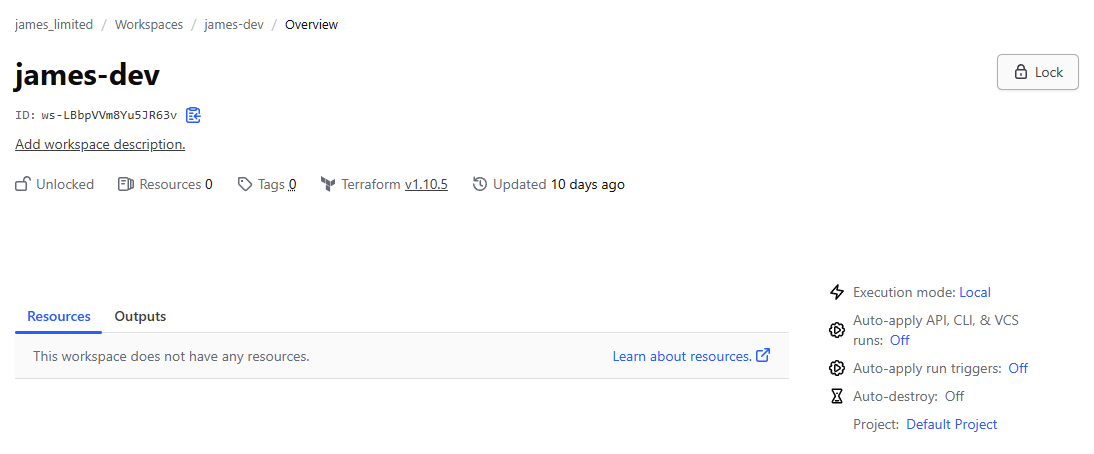 james_limited / Workspaces / james-dev / Overview
james-dev
Lock
ID: ws-LBbpVVm8Yu5JR63v
Add workspace description.
Unlocked Resources 0 Tags 0 Terraform v1.10.5 Updated 10 days ago
Resources Outputs
This workspace does not have any resources. Learn about resources.
Execution mode: Local
Auto-apply API, CLI, & VCS
runs: Off
Auto-apply run triggers: Off
Auto-destroy: Off
Project: Default Project